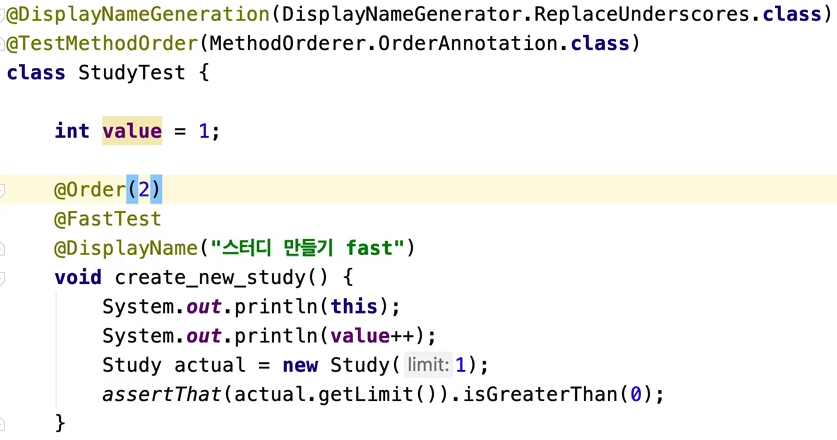 @DisplayNameGeneration(DisplayNameGenerator.ReplaceUnderscores.class)
@TestMethodOrder(MethodOrderer.OrderAnnotation.class)
class StudyTest {
int value = 1;
@Order(2)
@FastTest
@DisplayName("스터디 만들기 fast")
void create_new_study() {
System.out.println(this);
System.out.println(value++);
Study actual = new Study( limit: 1);
assertThat(actual.getLimit()).isGreaterThan(0);
}